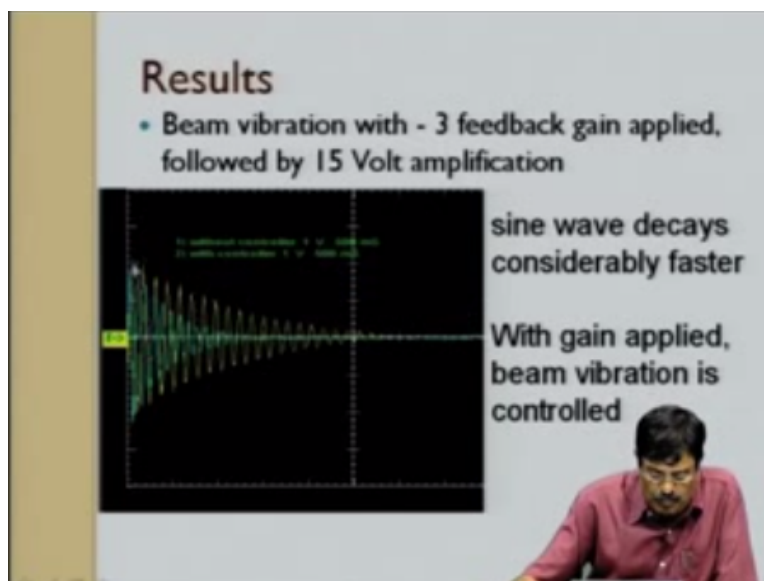 Results
• Beam vibration with - 3 feedback gain applied,
followed by 15 Volt amplification
sine wave decays
considerably faster
With gain applied,
beam vibration is
controlled